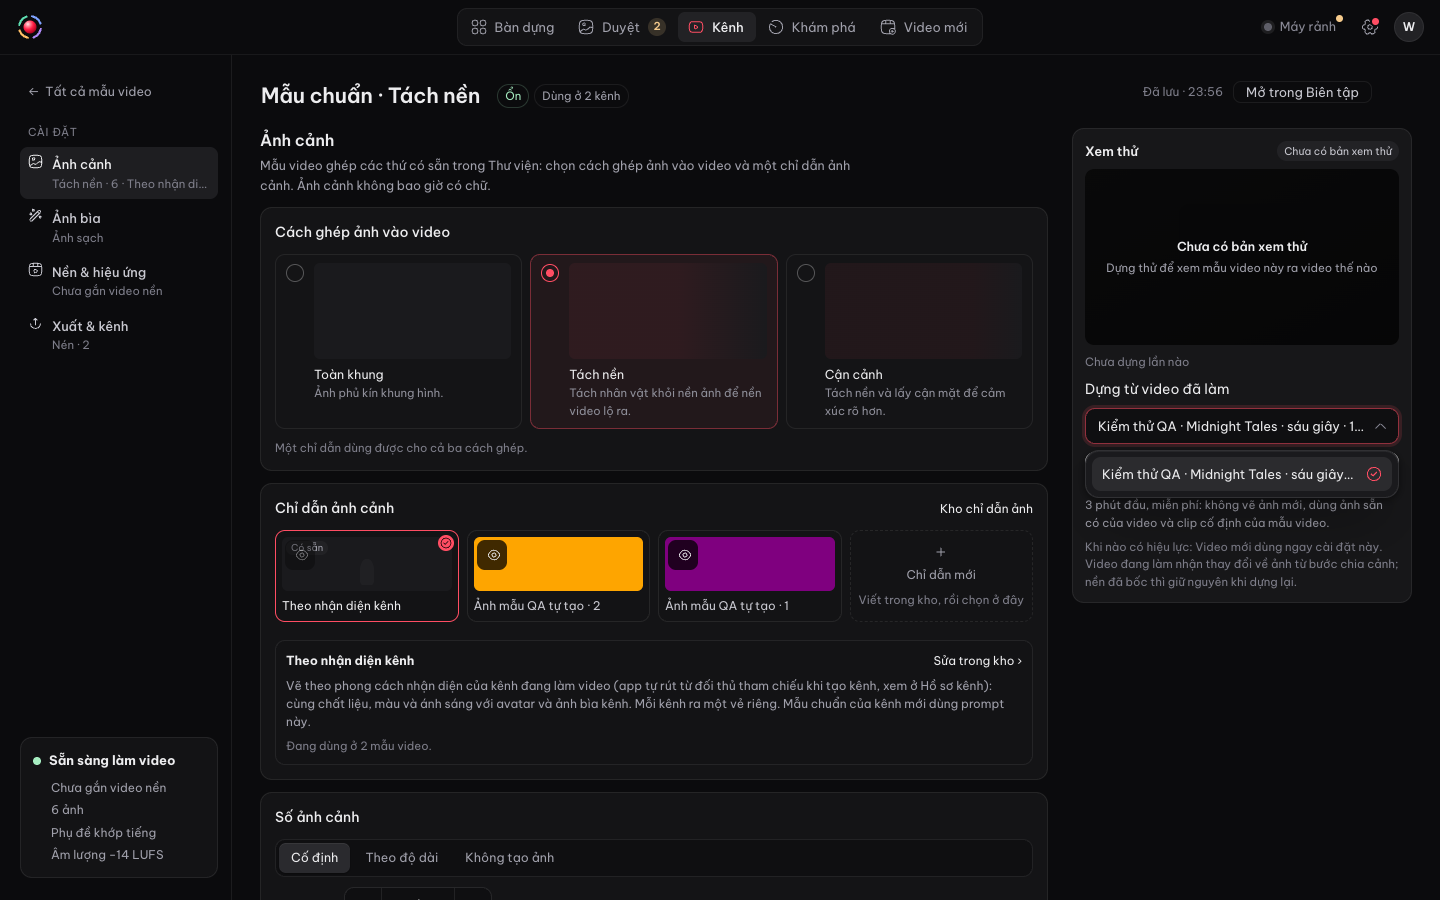 Bàn dựng
Duyệt 2
Kênh
Khám phá
Video mới
Máy rảnh
W
← Tất cả mẫu video
CÀI ĐẶT
Ảnh cảnh
Tách nền · 6 · Theo nhận di...
Ảnh bìa
Ảnh sạch
Nền & hiệu ứng
Chưa gắn video nền
Xuất & kênh
Nén · 2
Sẵn sàng làm video
Chưa gắn video nền
6 ảnh
Phụ đề khớp tiếng
Âm lượng -14 LUFS
Mẫu chuẩn · Tách nền
Ổn
Dùng ở 2 kênh
Đã lưu · 23:56
Mở trong Biên tập
Ảnh cảnh
Mẫu video ghép các thứ có sẵn trong Thư viện: chọn cách ghép ảnh vào video và một chỉ dẫn ảnh
cảnh. Ảnh cảnh không bao giờ có chữ.
Cách ghép ảnh vào video
Toàn khung
Ảnh phủ kín khung hình.
Tách nền
Tách nhân vật khỏi nền ảnh để nền
video lộ ra.
Cận cảnh
Tách nền và lấy cận mặt để cảm
xúc rõ hơn.
Một chỉ dẫn dùng được cho cả ba cách ghép.
Chỉ dẫn ảnh cảnh
Kho chỉ dẫn ảnh
Có sẵn
Theo nhận diện kênh
Ảnh mẫu QA tự tạo · 2
Ảnh mẫu QA tự tạo · 1
Chỉ dẫn mới
Viết trong kho, rồi chọn ở đây
Theo nhận diện kênh
Sửa trong kho ›
Vẽ theo phong cách nhận diện của kênh đang làm video (app tự rút từ đối thủ tham chiếu khi tạo kênh, xem ở Hồ sơ kênh):
cùng chất liệu, màu và ánh sáng với avatar và ảnh bìa kênh. Mỗi kênh ra một vẻ riêng. Mẫu chuẩn của kênh mới dùng prompt
này.
Đang dùng ở 2 mẫu video.
Số ảnh cảnh
Cố định
Theo độ dài
Không tạo ảnh
Xem thử
Chưa có bản xem thử
Chưa có bản xem thử
Dựng thử để xem mẫu video này ra video thế nào
Chưa dựng lần nào
Dựng từ video đã làm
Kiểm thử QA · Midnight Tales · sáu giây · 1...
Kiểm thử QA · Midnight Tales · sáu giây...
3 phút đầu, miễn phí: không vẽ ảnh mới, dùng ảnh sẵn
có của video và clip cố định của mẫu video.
Khi nào có hiệu lực: Video mới dùng ngay cài đặt này.
Video đang làm nhận thay đổi về ảnh từ bước chia cảnh;
nền đã bốc thì giữ nguyên khi dựng lại.